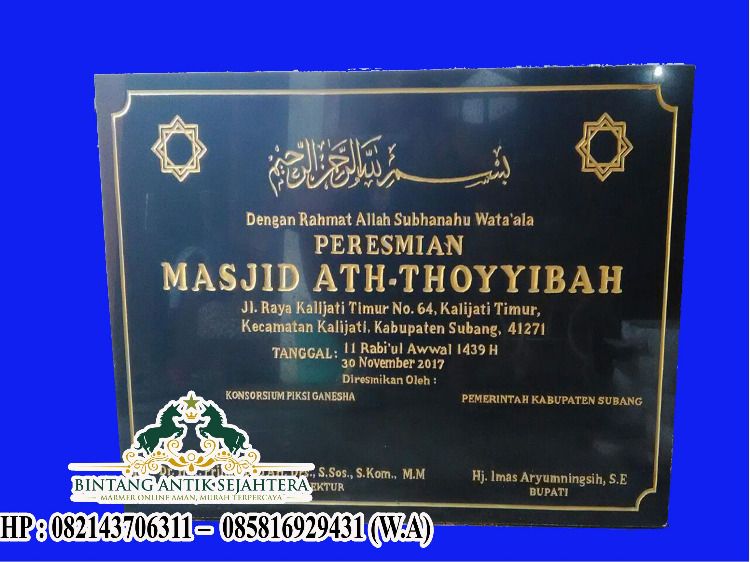 بسم الله الرحمن الرحيم
Dengan Rahmat Allah Subhanahu Wata'ala
PERESMIAN
MASJID ATH-THOYYIBAH
Jl. Raya Kalijati Timur No. 64, Kalijati Timur,
Kecamatan Kalijati, Kabupaten Subang, 41271
TANGGAL : 11 Rabi'ul Awwal 1439 H
30 November 2017
Diresmikan Oleh :
KONSORSIUM PIKSI GANESHA
PEMERINTAH KABUPATEN SUBANG
S.Sos., S.Kom., M.M
Hj. Imas Aryumningsih, S.E
BUPATI
BINTANG ANTIK SEJAHTERA
MARMER ONLINE AMAN, MURAH TERPERCAYA
HP : 082143706311 – 085816929431 (W.A)